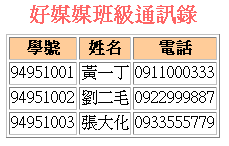 好媒媒班級通訊錄
學號 姓名 電話
94951001 黃一丁 0911000333
94951002 劉二毛 0922999887
94951003 張大化 0933555779